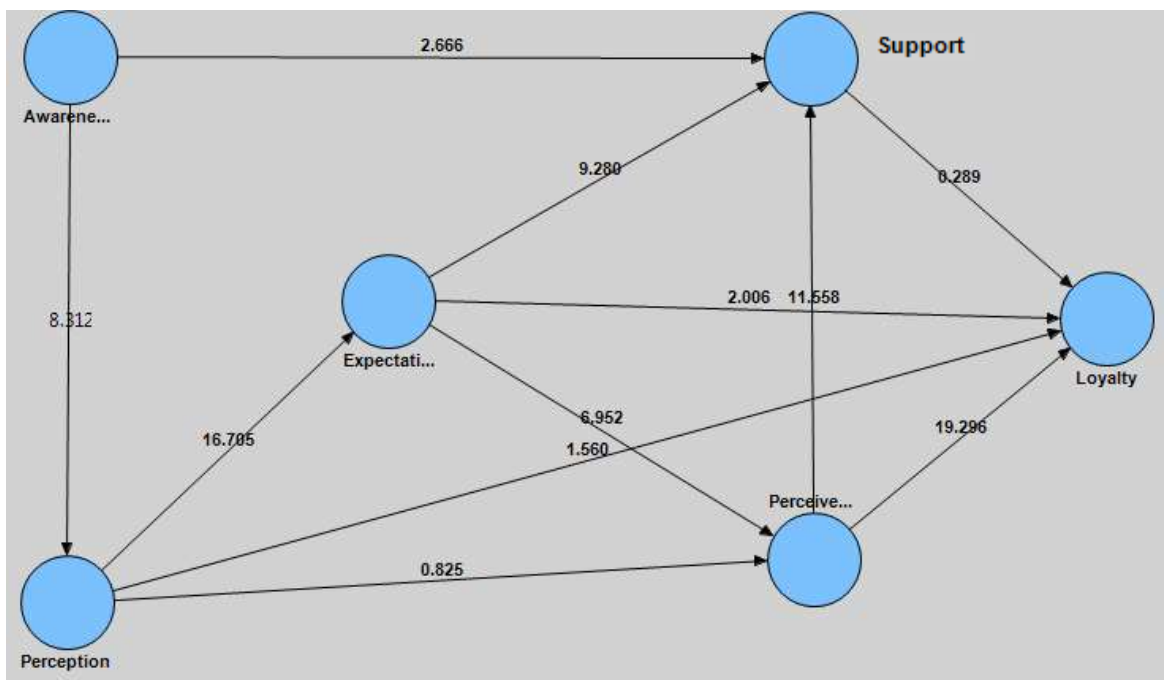 2.666
Support
Awarene...
9.280
0.289
2.006
11.558
8.312
Expectati...
Loyalty
6.952
16.705
19.296
1.560
Perceive...
0.825
Perception